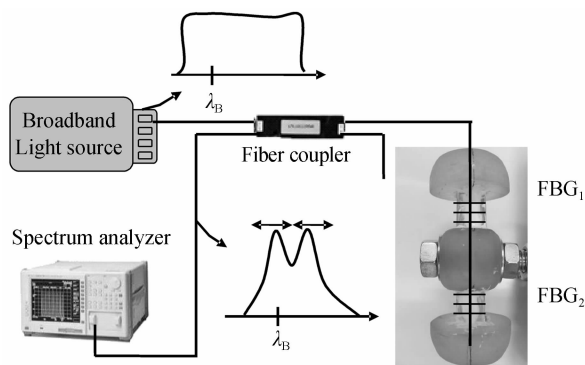 λB
Broadband
Light source
Fiber coupler
FBG1
Spectrum analyzer
FBG2
λB